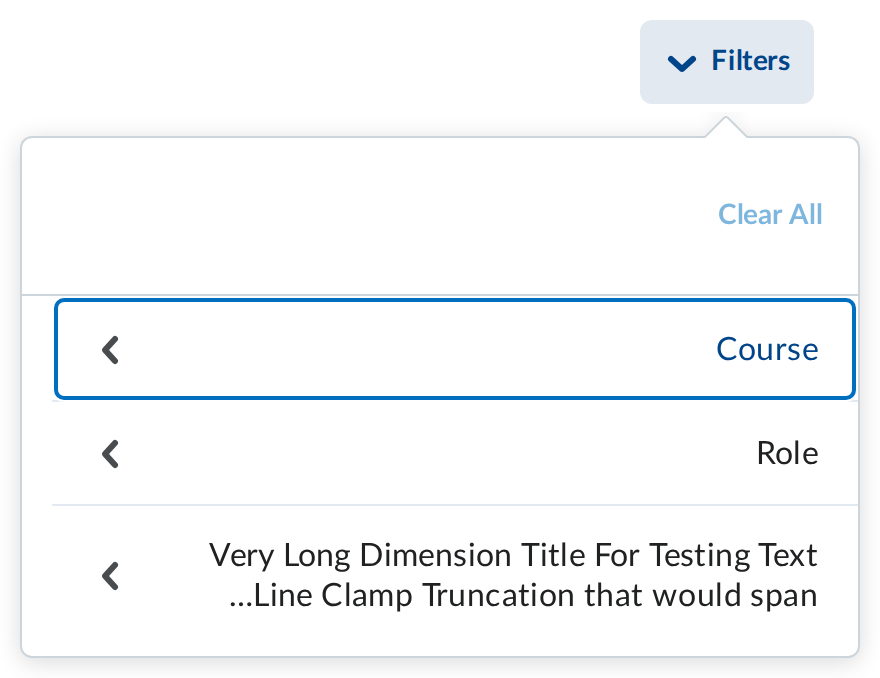 Filters
Clear All
Course
Role
Very Long Dimension Title For Testing Text
...Line Clamp Truncation that would span